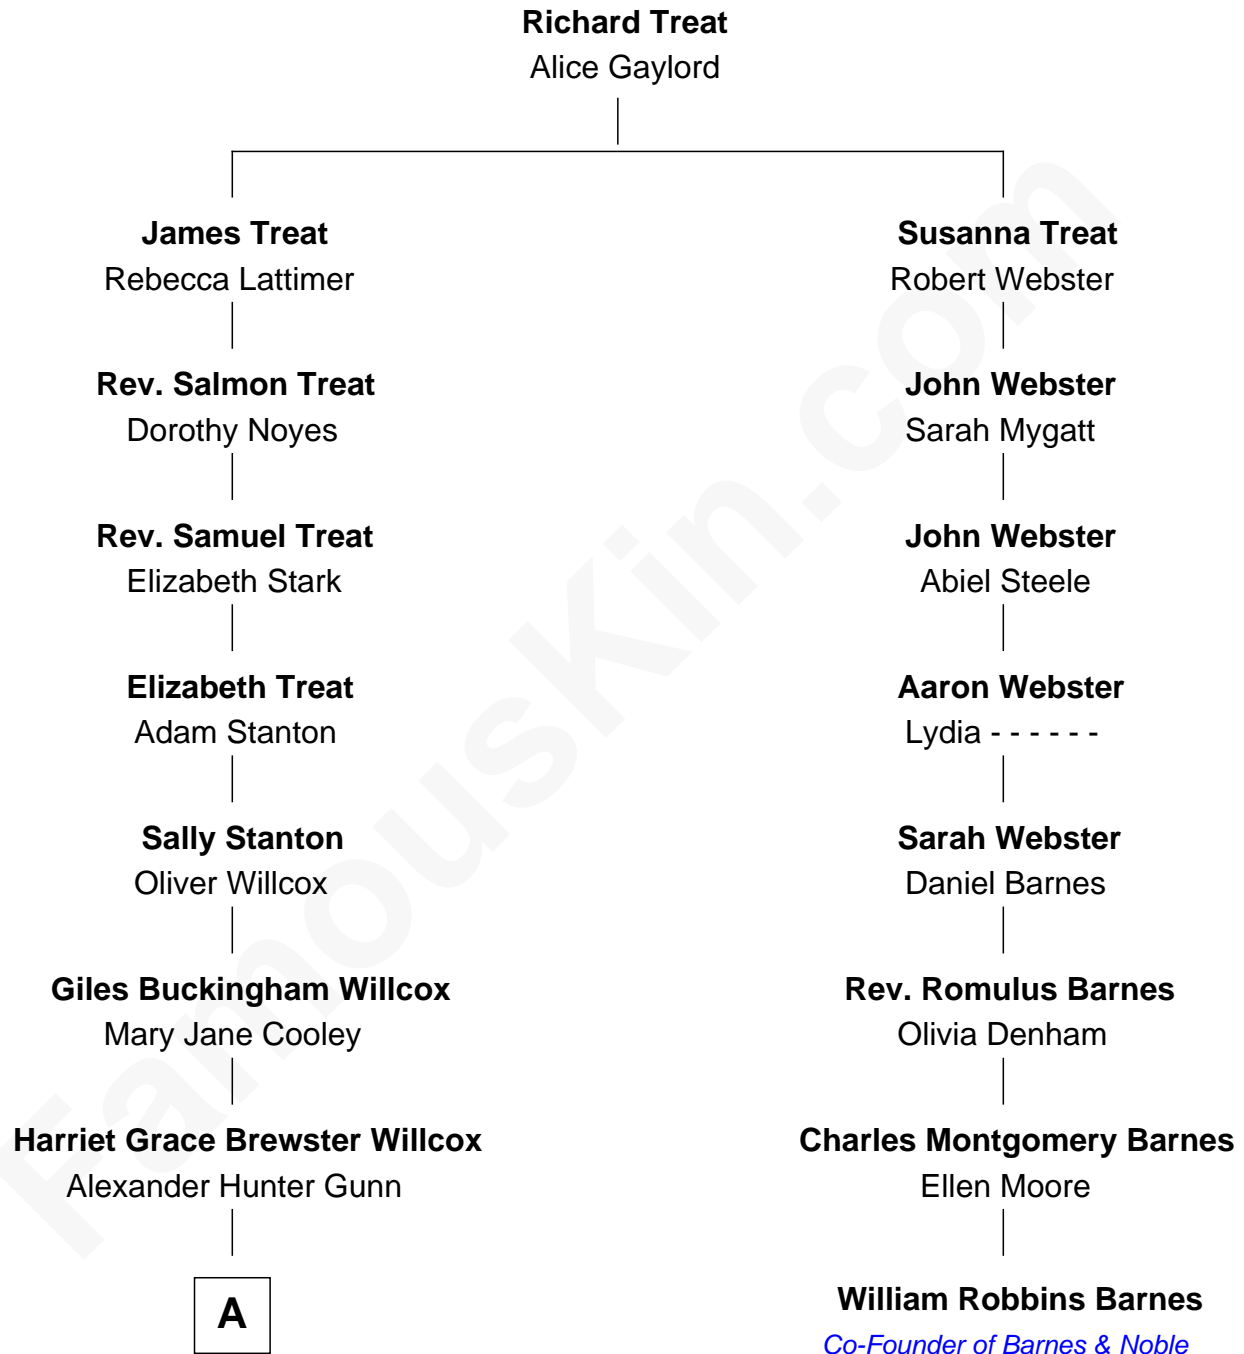 Richard Treat
Alice Gaylord
James Treat
Rebecca Lattimer
Susanna Treat
Robert Webster
Rev. Salmon Treat
Dorothy Noyes
John Webster
Sarah Mygatt
Rev. Samuel Treat
Elizabeth Stark
John Webster
Abiel Steele
Elizabeth Treat
Adam Stanton
Aaron Webster
Lydia - - - - - -
Sally Stanton
Oliver Willcox
Sarah Webster
Daniel Barnes
Giles Buckingham Willcox
Mary Jane Cooley
Rev. Romulus Barnes
Olivia Denham
Harriet Grace Brewster Willcox
Alexander Hunter Gunn
Charles Montgomery Barnes
Ellen Moore
A
William Robbins Barnes
Co-Founder of Barnes & Noble
FamousKin.com